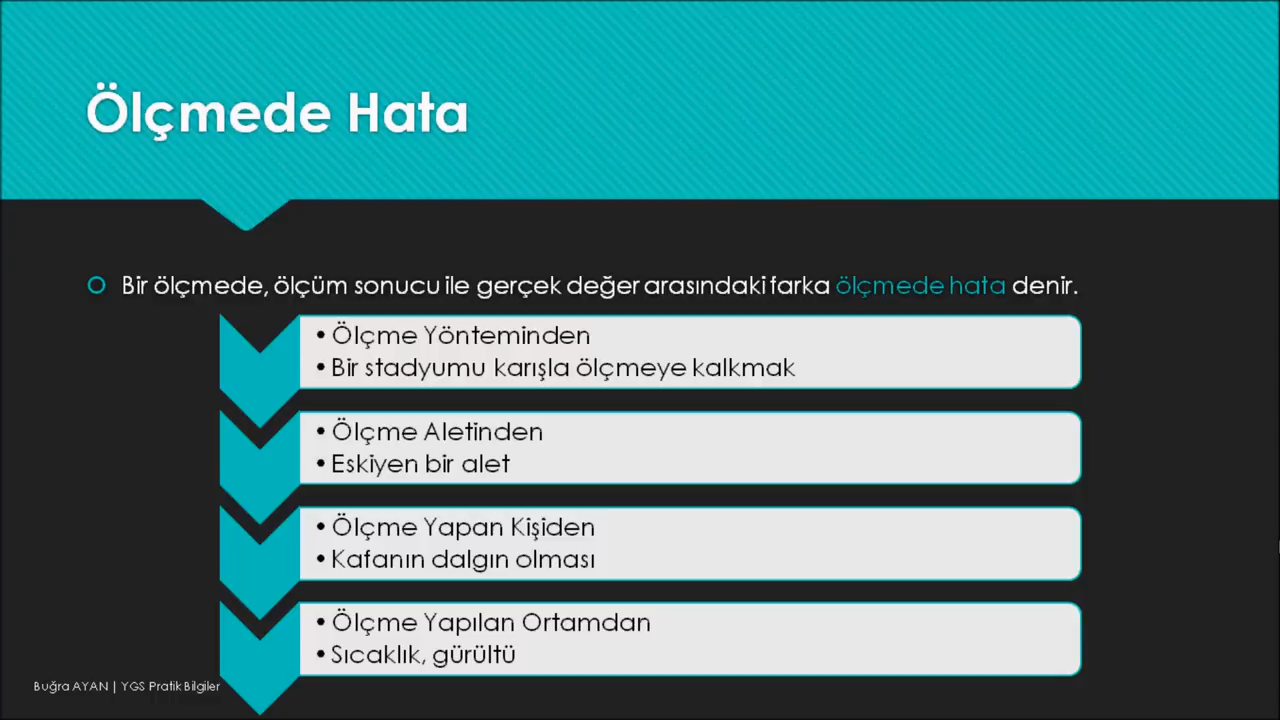 Ölçmede Hata
Bir ölçmede, ölçüm sonucu ile gerçek değer arasındaki farka ölçmede hata denir.
• Ölçme Yönteminden
• Bir stadyumu karışla ölçmeye kalkmak
• Ölçme Aletinden
• Eskiyen bir alet
• Ölçme Yapan Kişiden
• Kafanın dalgın olması
• Ölçme Yapılan Ortamdan
• Sıcaklık, gürültü
Buğra AYAN | YGS Pratik Bilgiler